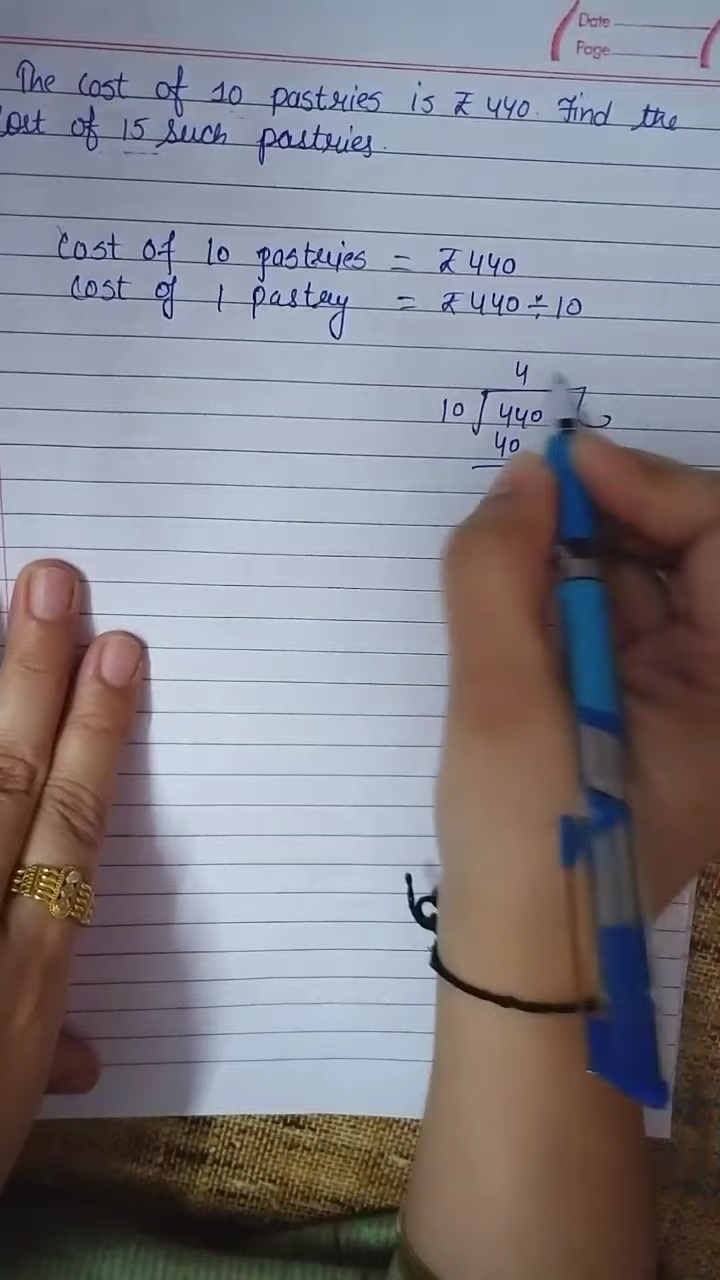 Date
Page
The cost of 10 pastries is ₹ 440. Find the
cost of 15 such pastries.
Cost of 10 pastries = ₹ 440
Cost of 1 pastry = ₹ 440 ÷ 10
4
10 440
40